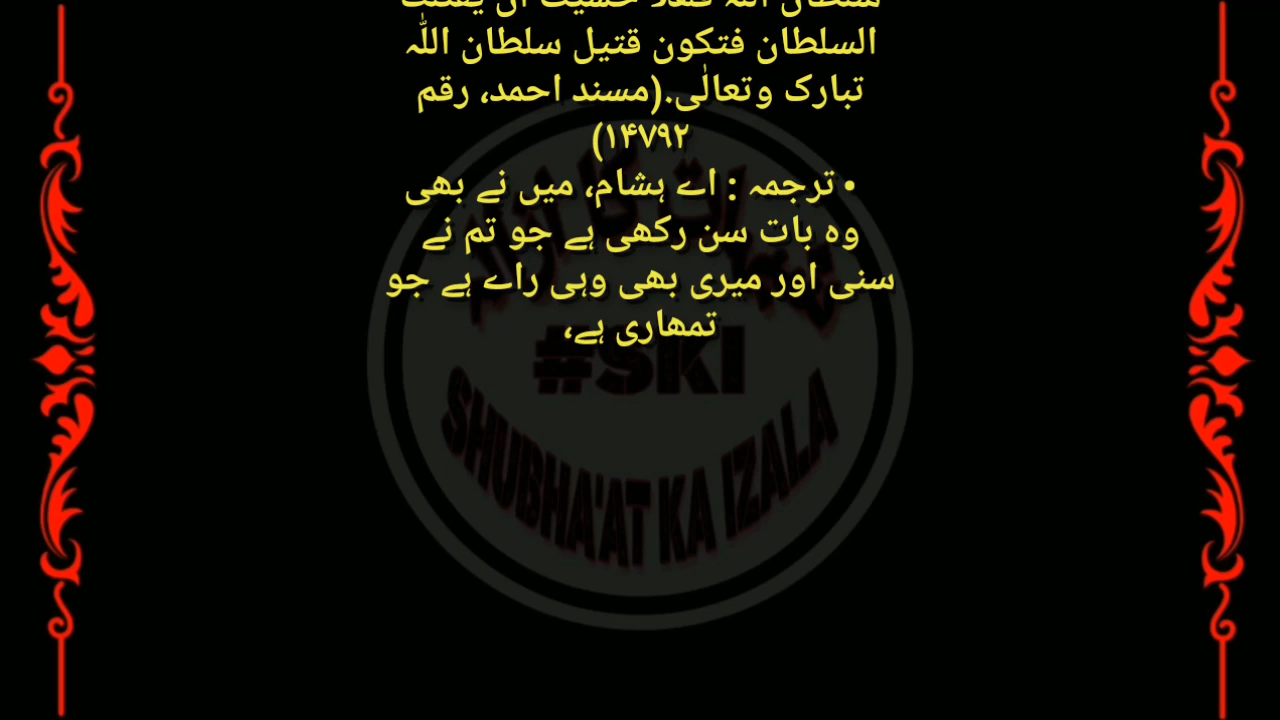 السلطان فتکون قتیل سلطان اللّٰہ
تبارک وتعالٰی.(مسند احمد، رقم
۱۴۷۹۲)
• ترجمہ : اے ہشام، میں نے بھی
وہ بات سن رکھی ہے جو تم نے
سنی اور میری بھی وہی راے ہے جو
تمھاری ہے،
#SKI
SHUBHA'AT KA IZALA